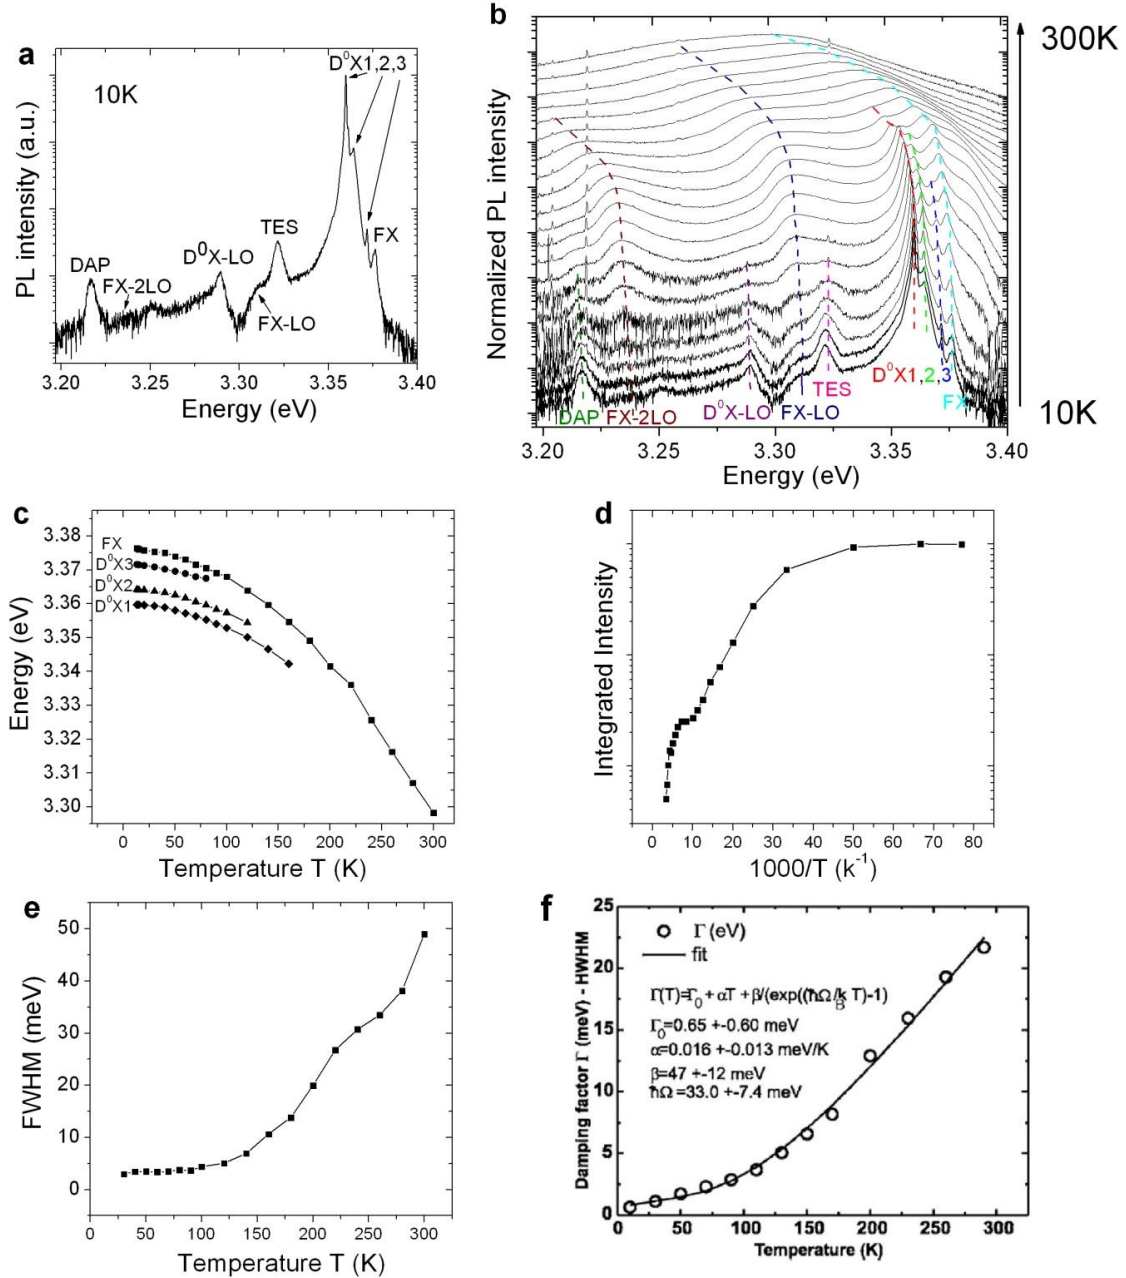 a
10K
D⁰X1,2,3
FX
TES
D⁰X-LO
FX-LO
DAP
FX-2LO
PL intensity (a.u.)
3.20 3.23 3.25 3.28 3.30 3.33 3.35 3.38 3.40
Energy (eV)
b
300K
10K
Normalized PL intensity
DAP FX-2LO D⁰X-LO FX-LO TES D⁰X1,2,3 FX
3.20 3.25 3.30 3.35 3.40
Energy (eV)
c
3.38
3.37
3.36
3.35
3.34
3.33
3.32
3.31
3.30
FX
D⁰X3
D⁰X2
D⁰X1
Energy (eV)
0 50 100 150 200 250 300
Temperature T (K)
d
Integrated Intensity
0 10 20 30 40 50 60 70 80
1000/T (k⁻¹)
e
50
40
30
20
10
0
FWHM (meV)
0 50 100 150 200 250 300
Temperature T (K)
f
25
20
15
10
5
0
Damping factor Γ (meV) - HWHM
Γ (eV)
fit
Γ(T)=Γ₀ + αT + β/(exp((ħΩ/k_B T)-1)
Γ₀=0.65 +-0.60 meV
α=0.016 +-0.013 meV/K
β=47 +-12 meV
ħΩ =33.0 +-7.4 meV
0 50 100 150 200 250 300
Temperature (K)